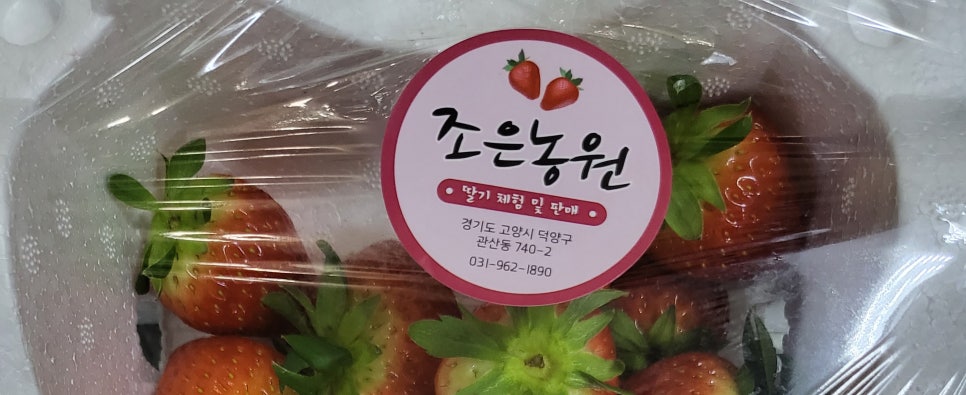 조은농원
딸기 체험 및 판매
경기도 고양시 덕양구
관산동 740-2
031-962-1890